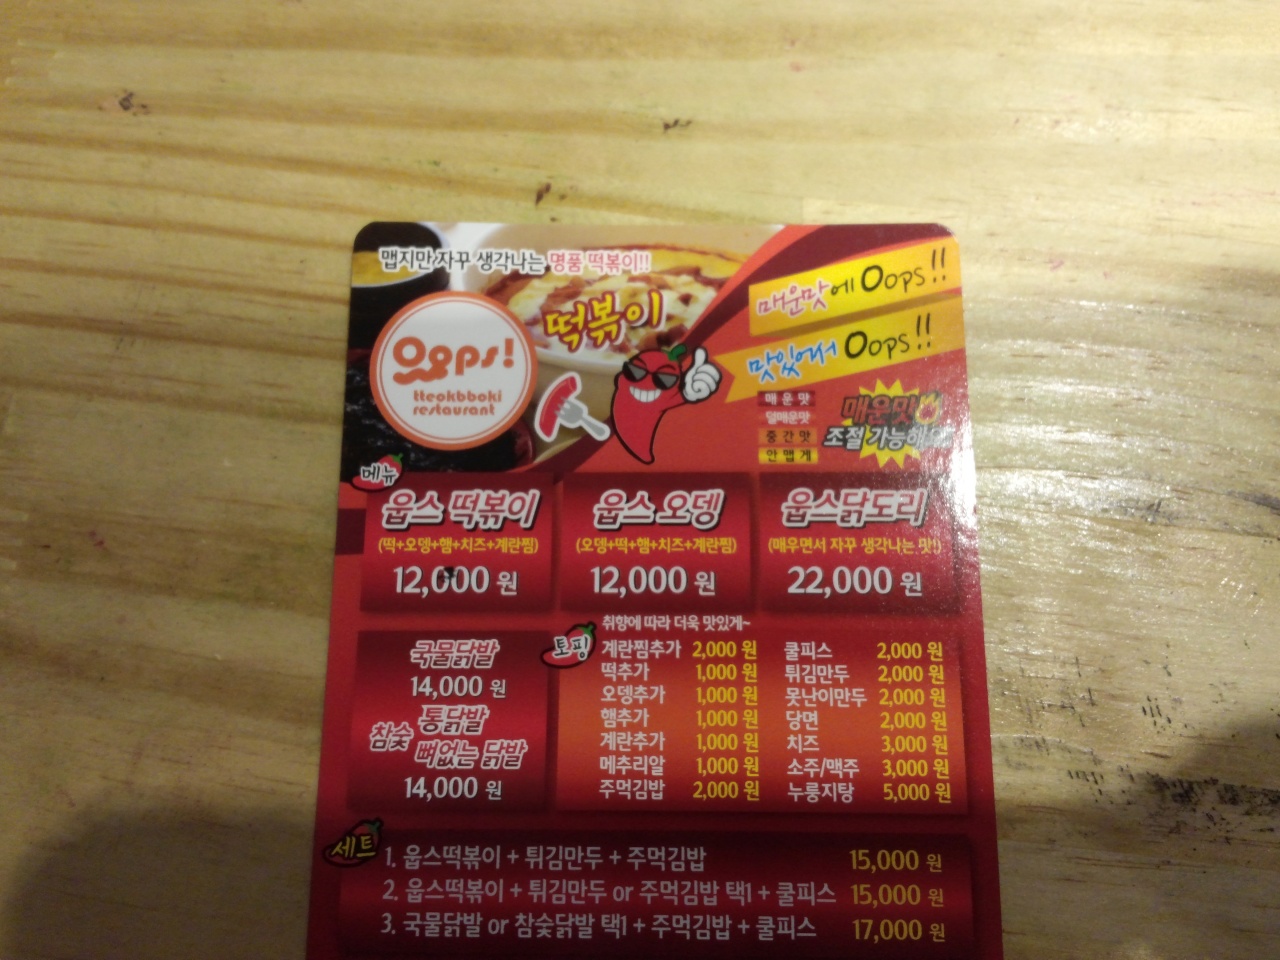 맵지만 자꾸 생각나는 명품 떡볶이!!
떡볶이
매운맛에 Oops!!
맛있어서 Oops!!
Oops!
tteokbboki
restaurant
매운맛
덜매운맛
중간맛
안맵게
매운맛
조절 가능해요
메뉴
웁스 떡볶이
(떡+오뎅+햄+치즈+계란찜)
12,000 원
웁스 오뎅
(오뎅+떡+햄+치즈+계란찜)
12,000 원
웁스닭도리
(매우면서 자꾸 생각나는 맛!)
22,000 원
국물닭발
14,000 원
참숯 통닭발
뼈없는 닭발
14,000 원
토핑
취향에 따라 더욱 맛있게~
계란찜추가 2,000 원
떡추가 1,000 원
오뎅추가 1,000 원
햄추가 1,000 원
계란추가 1,000 원
메추리알 1,000 원
주먹김밥 2,000 원
쿨피스 2,000 원
튀김만두 2,000 원
못난이만두 2,000 원
당면 2,000 원
치즈 3,000 원
소주/맥주 3,000 원
누룽지탕 5,000 원
세트
1. 웁스떡볶이 + 튀김만두 + 주먹김밥 15,000 원
2. 웁스떡볶이 + 튀김만두 or 주먹김밥 택1 + 쿨피스 15,000 원
3. 국물닭발 or 참숯닭발 택1 + 주먹김밥 + 쿨피스 17,000 원